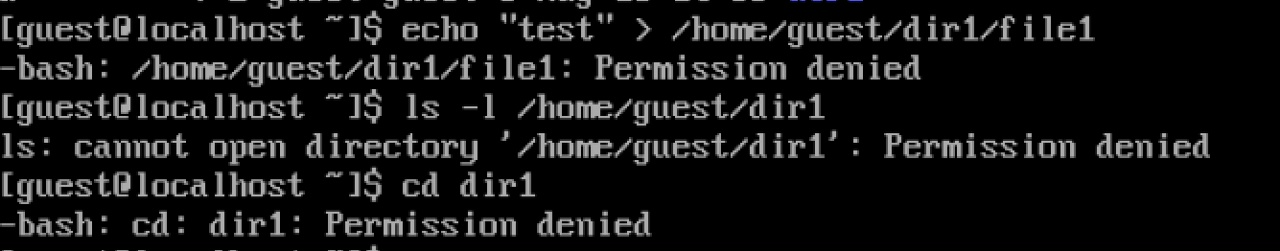 [guest@localhost ~]$ echo "test" > /home/guest/dir1/file1
-bash: /home/guest/dir1/file1: Permission denied
[guest@localhost ~]$ ls -l /home/guest/dir1
ls: cannot open directory '/home/guest/dir1': Permission denied
[guest@localhost ~]$ cd dir1
-bash: cd: dir1: Permission denied